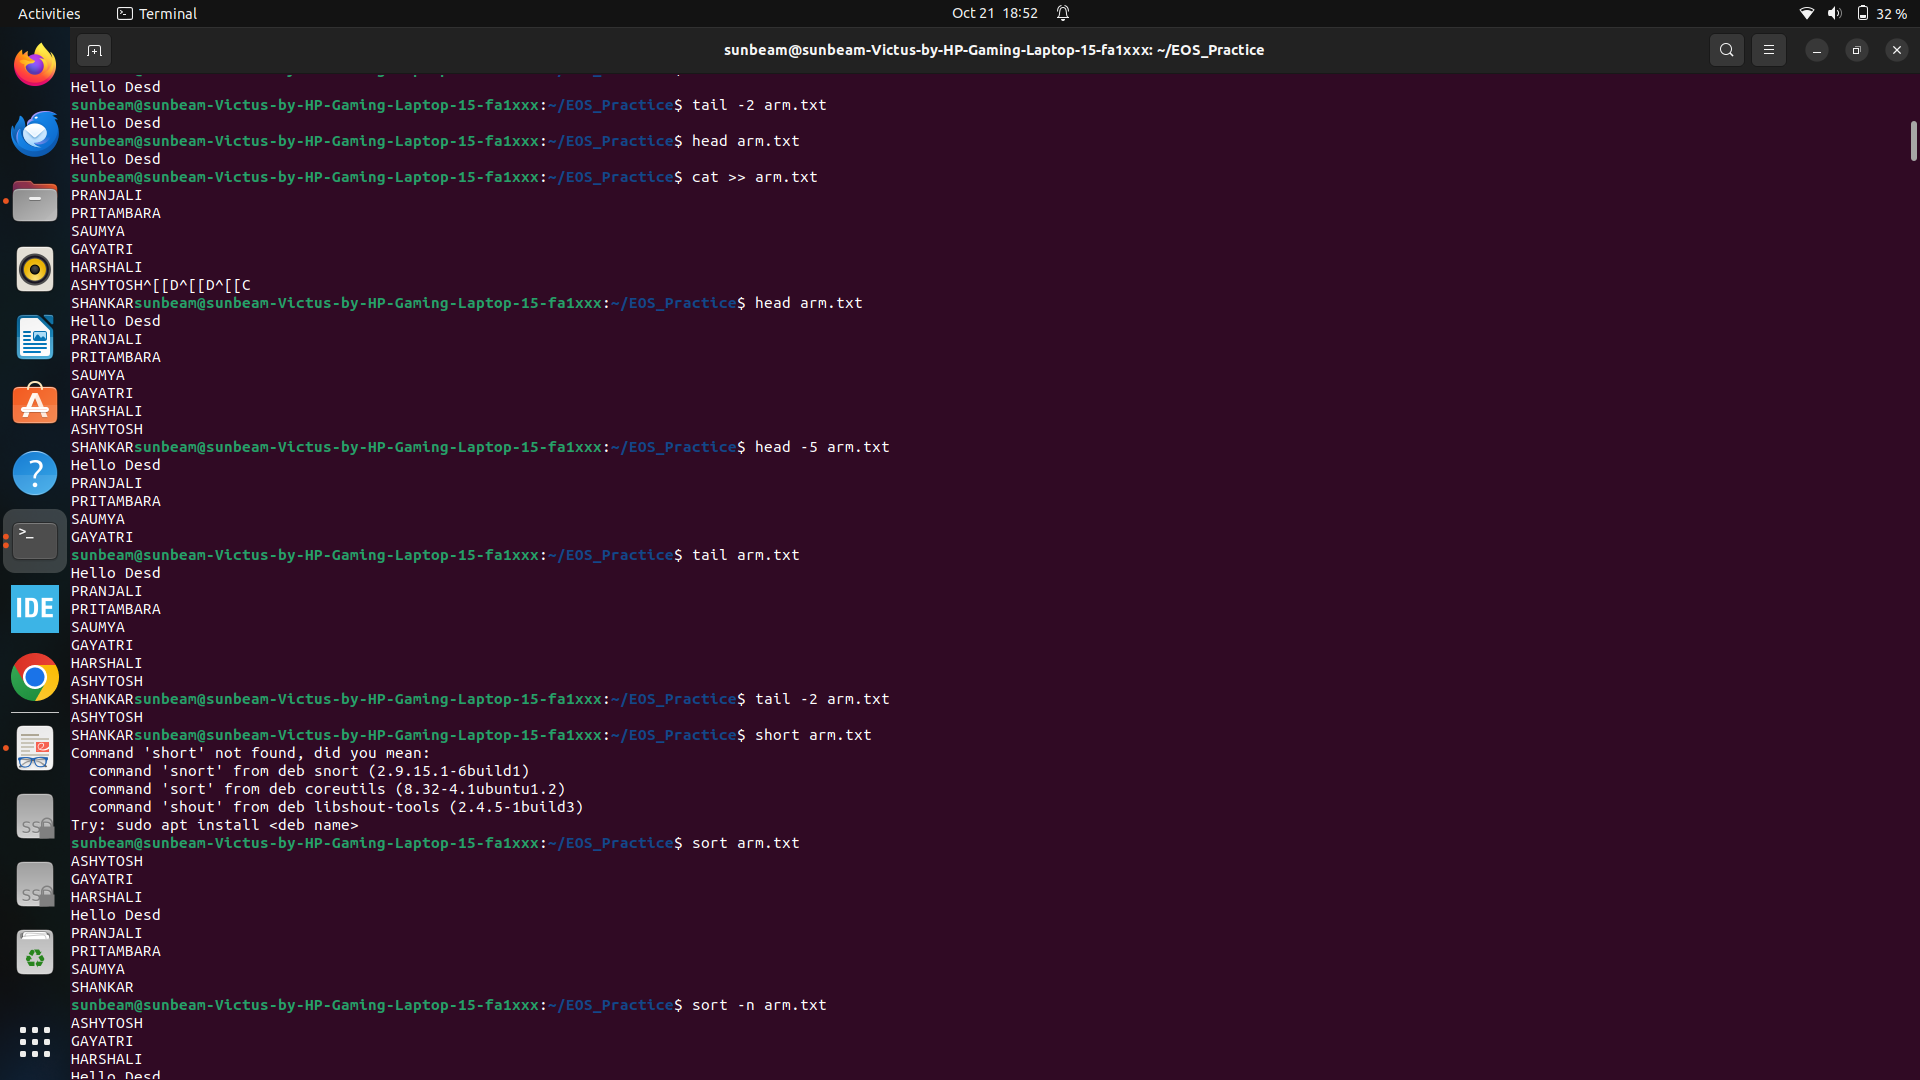 Activities
Terminal
Oct 21 18:52
32 %
sunbeam@sunbeam-Victus-by-HP-Gaming-Laptop-15-fa1xxx: ~/EOS_Practice
Hello Desd
sunbeam@sunbeam-Victus-by-HP-Gaming-Laptop-15-fa1xxx:~/EOS_Practice$ tail -2 arm.txt
Hello Desd
sunbeam@sunbeam-Victus-by-HP-Gaming-Laptop-15-fa1xxx:~/EOS_Practice$ head arm.txt
Hello Desd
sunbeam@sunbeam-Victus-by-HP-Gaming-Laptop-15-fa1xxx:~/EOS_Practice$ cat >> arm.txt
PRANJALI
PRITAMBARA
SAUMYA
GAYATRI
HARSHALI
ASHYTOSH^[[D^[[D^[[C
SHANKARsunbeam@sunbeam-Victus-by-HP-Gaming-Laptop-15-fa1xxx:~/EOS_Practice$ head arm.txt
Hello Desd
PRANJALI
PRITAMBARA
SAUMYA
GAYATRI
HARSHALI
ASHYTOSH
SHANKARsunbeam@sunbeam-Victus-by-HP-Gaming-Laptop-15-fa1xxx:~/EOS_Practice$ head -5 arm.txt
Hello Desd
PRANJALI
PRITAMBARA
SAUMYA
GAYATRI
sunbeam@sunbeam-Victus-by-HP-Gaming-Laptop-15-fa1xxx:~/EOS_Practice$ tail arm.txt
Hello Desd
PRANJALI
PRITAMBARA
SAUMYA
GAYATRI
HARSHALI
ASHYTOSH
SHANKARsunbeam@sunbeam-Victus-by-HP-Gaming-Laptop-15-fa1xxx:~/EOS_Practice$ tail -2 arm.txt
ASHYTOSH
SHANKARsunbeam@sunbeam-Victus-by-HP-Gaming-Laptop-15-fa1xxx:~/EOS_Practice$ short arm.txt
Command 'short' not found, did you mean:
  command 'snort' from deb snort (2.9.15.1-6build1)
  command 'sort' from deb coreutils (8.32-4.1ubuntu1.2)
  command 'shout' from deb libshout-tools (2.4.5-1build3)
Try: sudo apt install <deb name>
sunbeam@sunbeam-Victus-by-HP-Gaming-Laptop-15-fa1xxx:~/EOS_Practice$ sort arm.txt
ASHYTOSH
GAYATRI
HARSHALI
Hello Desd
PRANJALI
PRITAMBARA
SAUMYA
SHANKAR
sunbeam@sunbeam-Victus-by-HP-Gaming-Laptop-15-fa1xxx:~/EOS_Practice$ sort -n arm.txt
ASHYTOSH
GAYATRI
HARSHALI
Hello Desd
IDE